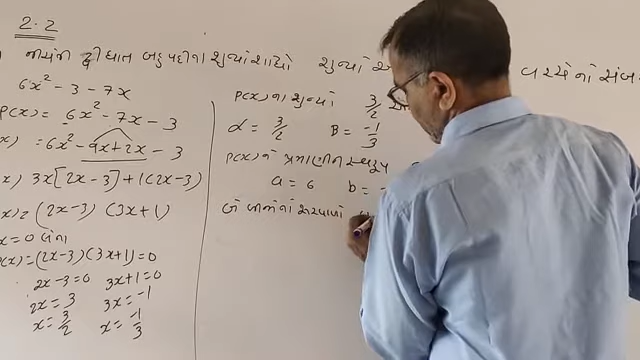 2.2
દ્વિઘાત બહુપદીના શૂન્યો શોધો શૂન્યો
વચ્ચેનો સંબ
6x² - 3 - 7x
P(x) = 6x² - 7x - 3
x) = 6x² - 9x + 2x - 3
x) 3x[2x - 3] + 1(2x - 3)
x) = (2x - 3) (3x + 1)
x = 0 લેતા
P(x) = (2x - 3) (3x + 1) = 0
2x - 3 = 0 3x + 1 = 0
2x = 3 3x = -1
x = 3/2 x = -1/3
P(x) ના શૂન્યો 3/2
α = 3/2 B = -1/3
P(x) ને પ્રમાણીત સ્વરૂપ
a = 6 b = -